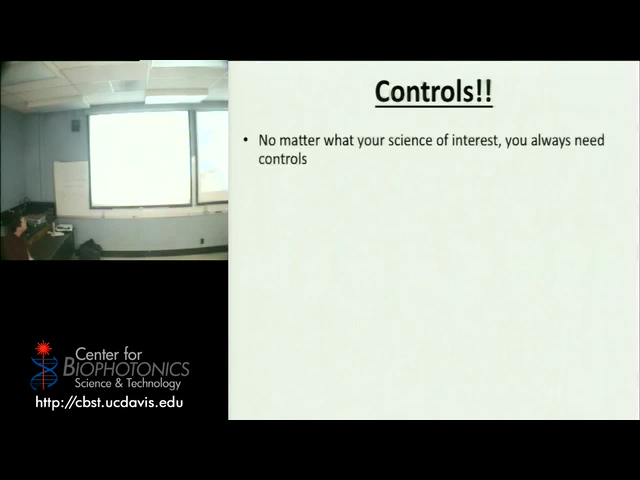 Controls!!
• No matter what your science of interest, you always need
controls
Center for
BIOPHOTONICS
Science & Technology
http://cbst.ucdavis.edu